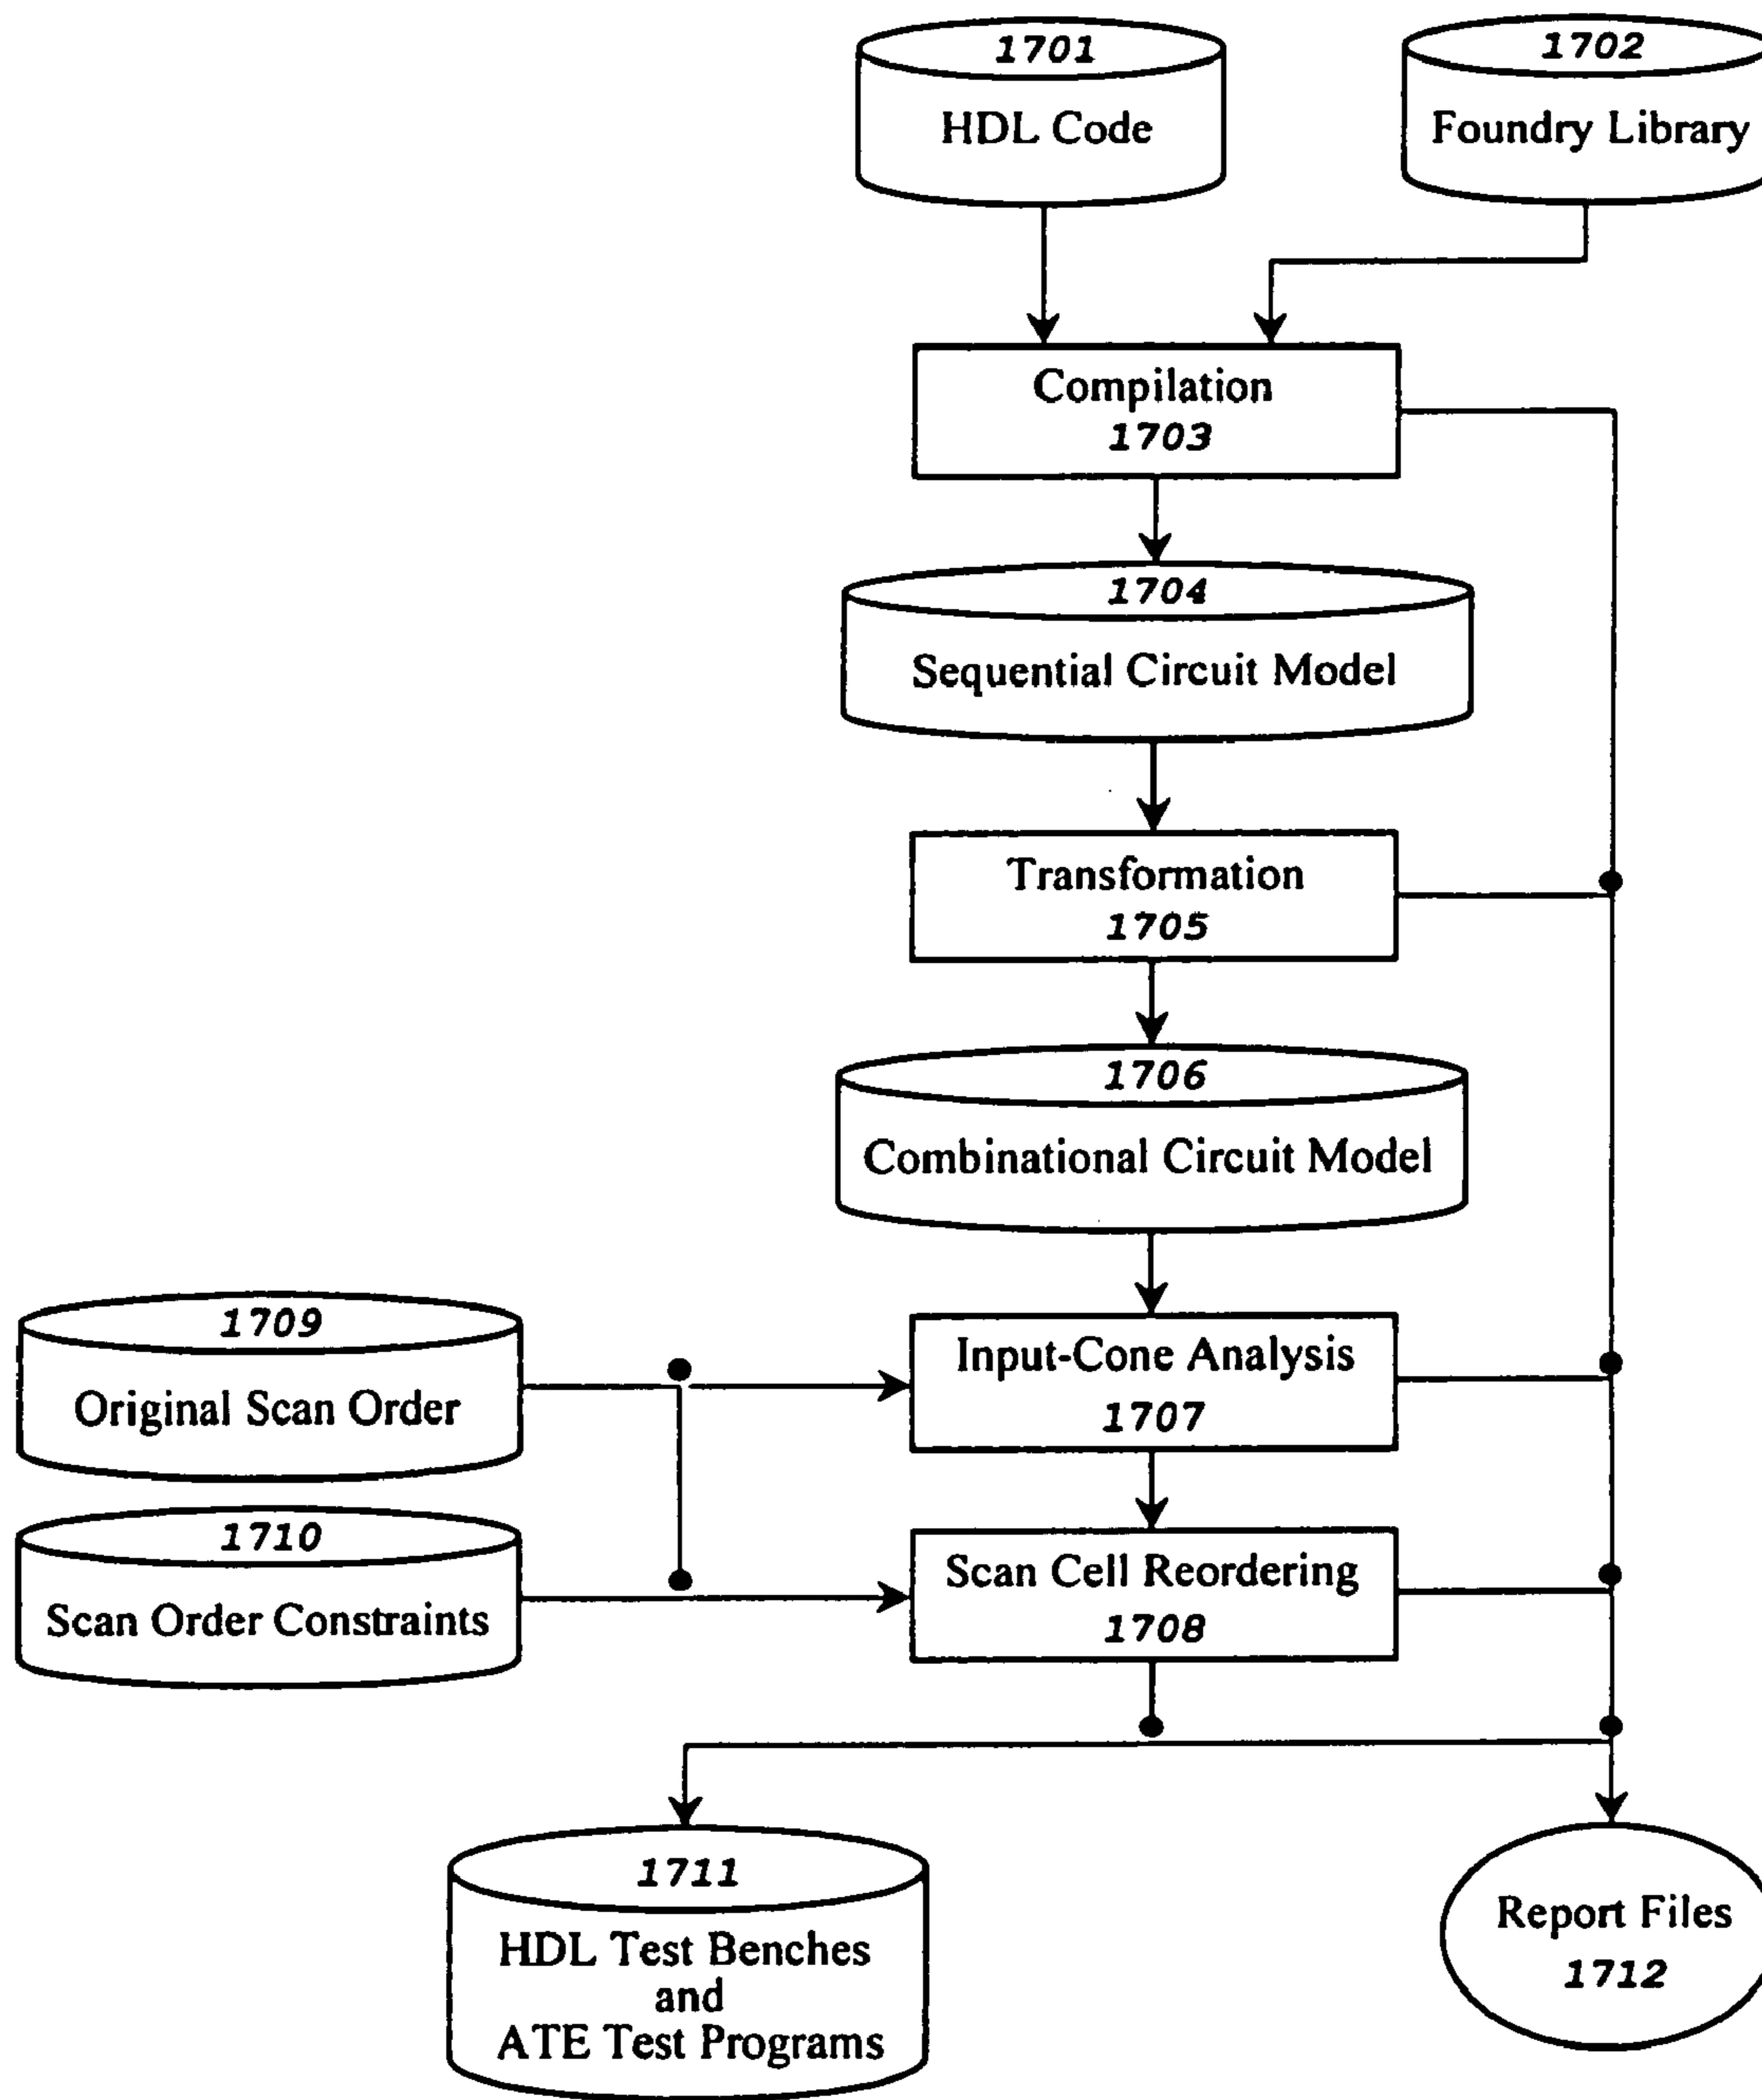 1701
HDL Code
1702
Foundry Library
Compilation
1703
1704
Sequential Circuit Model
Transformation
1705
1706
Combinational Circuit Model
1709
Original Scan Order
Input-Cone Analysis
1707
1710
Scan Order Constraints
Scan Cell Reordering
1708
1711
HDL Test Benches
and
ATE Test Programs
Report Files
1712